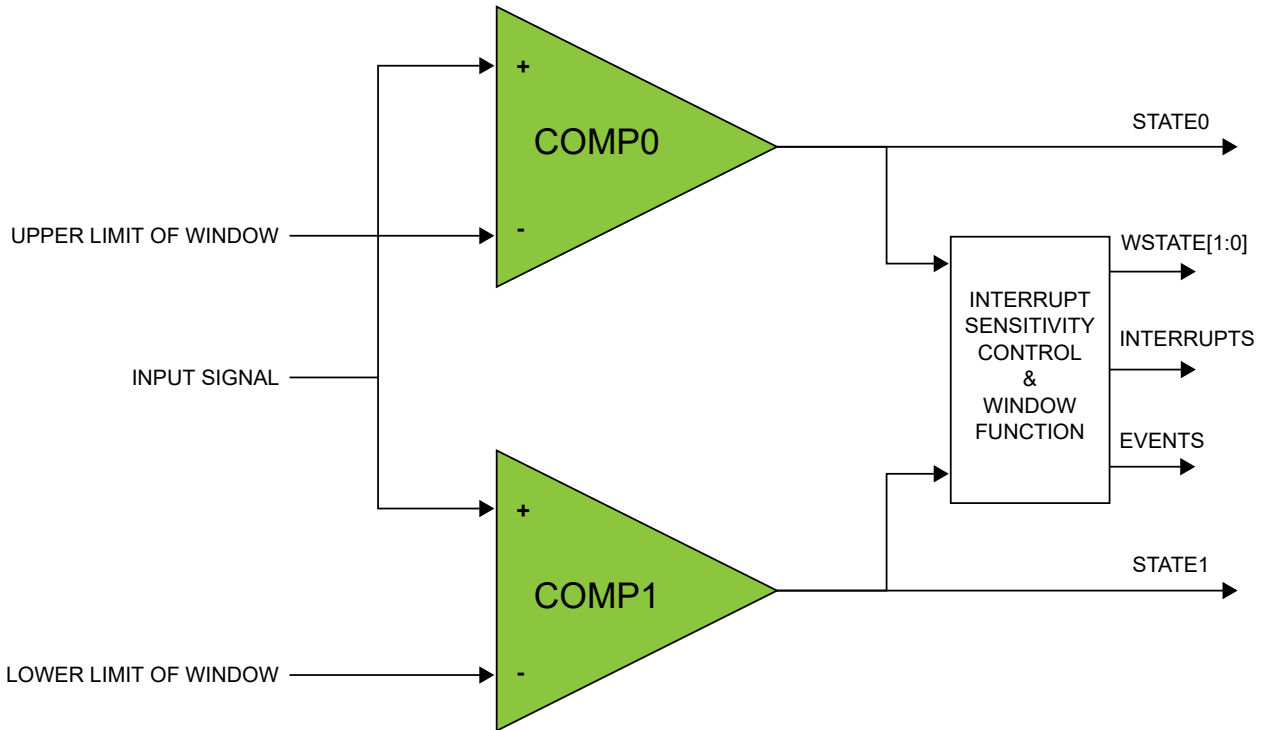 +
COMP0
-
STATE0
UPPER LIMIT OF WINDOW
WSTATE[1:0]
INTERRUPT
SENSITIVITY
CONTROL
&
WINDOW
FUNCTION
INTERRUPTS
INPUT SIGNAL
EVENTS
+
COMP1
-
STATE1
LOWER LIMIT OF WINDOW